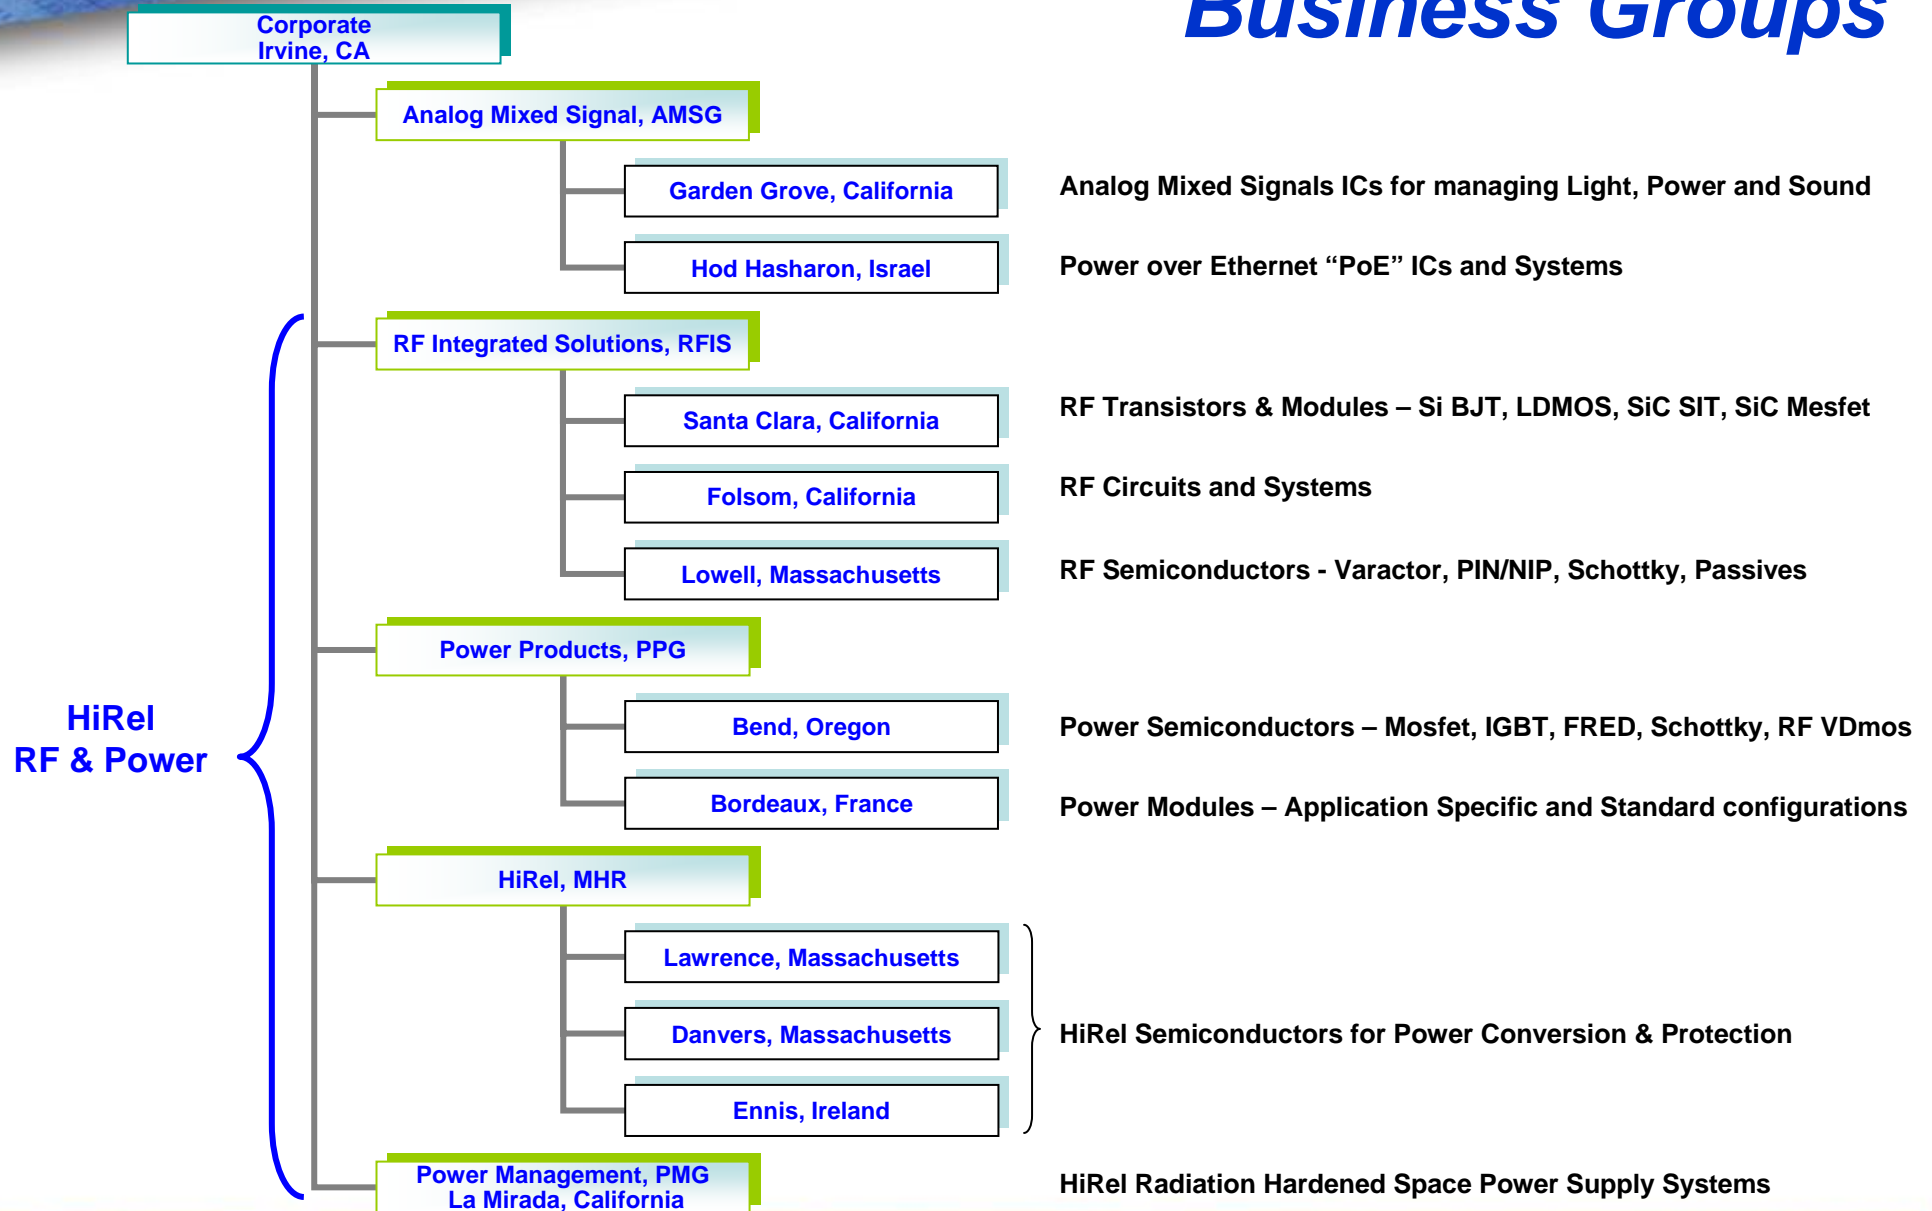 Business Groups
Corporate
Irvine, CA
Analog Mixed Signal, AMSG
Garden Grove, California
Analog Mixed Signals ICs for managing Light, Power and Sound
Hod Hasharon, Israel
Power over Ethernet “PoE” ICs and Systems
RF Integrated Solutions, RFIS
Santa Clara, California
RF Transistors & Modules – Si BJT, LDMOS, SiC SIT, SiC Mesfet
Folsom, California
RF Circuits and Systems
Lowell, Massachusetts
RF Semiconductors - Varactor, PIN/NIP, Schottky, Passives
Power Products, PPG
HiRel
RF & Power
Bend, Oregon
Power Semiconductors – Mosfet, IGBT, FRED, Schottky, RF VDmos
Bordeaux, France
Power Modules – Application Specific and Standard configurations
HiRel, MHR
Lawrence, Massachusetts
Danvers, Massachusetts
HiRel Semiconductors for Power Conversion & Protection
Ennis, Ireland
Power Management, PMG
La Mirada, California
HiRel Radiation Hardened Space Power Supply Systems